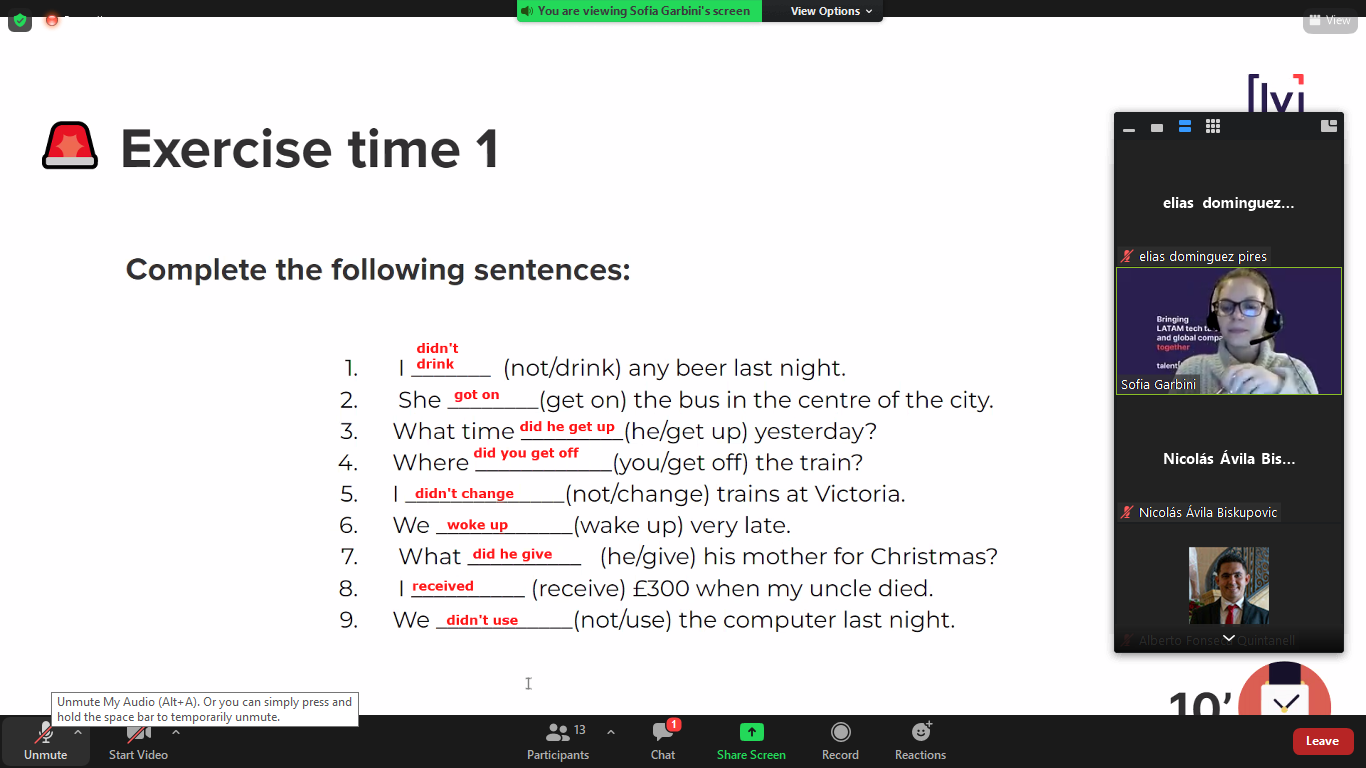 You are viewing Sofia Garbini's screen
View Options
View
Exercise time 1
Complete the following sentences:
1. I didn't drink (not/drink) any beer last night.
2. She got on (get on) the bus in the centre of the city.
3. What time did he get up (he/get up) yesterday?
4. Where did you get off (you/get off) the train?
5. I didn't change (not/change) trains at Victoria.
6. We woke up (wake up) very late.
7. What did he give (he/give) his mother for Christmas?
8. I received (receive) £300 when my uncle died.
9. We didn't use (not/use) the computer last night.
elias dominguez...
elias dominguez pires
Bringing
LATAM tech
and global
together
Sofia Garbini
Nicolás Ávila Bis...
Nicolás Ávila Biskupovic
Alberto Fonseca Quintanell
10’
Unmute My Audio (Alt+A). Or you can simply press and
hold the space bar to temporarily unmute.
Unmute
Start Video
Participants
13
Chat
1
Share Screen
Record
Reactions
Leave